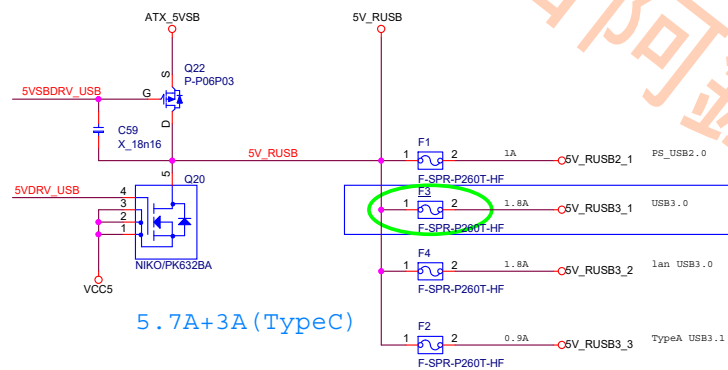 ATX_5VSB
5V_RUSB
Q22
P-P06P03
S
G
D
5VSBDRV_USB
C59
X_18n16
5V_RUSB
5
Q20
5VDRV_USB
4
3
2
1
NIKO/PK632BA
VCC5
5.7A+3A(TypeC)
F1
1 2 1A 5V_RUSB2_1 PS_USB2.0
F-SPR-P260T-HF
F3
1 2 1.8A 5V_RUSB3_1 USB3.0
F-SPR-P260T-HF
F4
1 2 1.8A 5V_RUSB3_2 lan USB3.0
F-SPR-P260T-HF
F2
1 2 0.9A 5V_RUSB3_3 TypeA USB3.1
F-SPR-P260T-HF